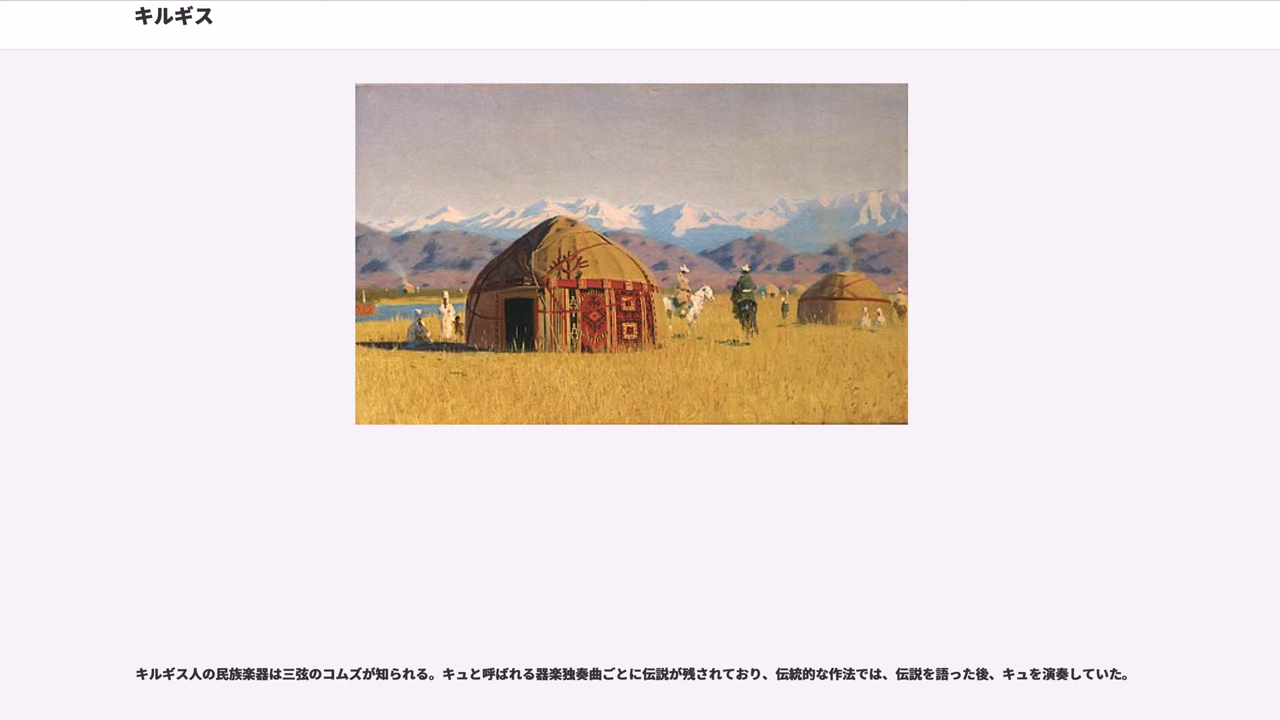 キルギス
キルギス人の民族楽器は三弦のコムズが知られる。キュと呼ばれる器楽独奏曲ごとに伝説が残されており、伝統的な作法では、伝説を語った後、キュを演奏していた。